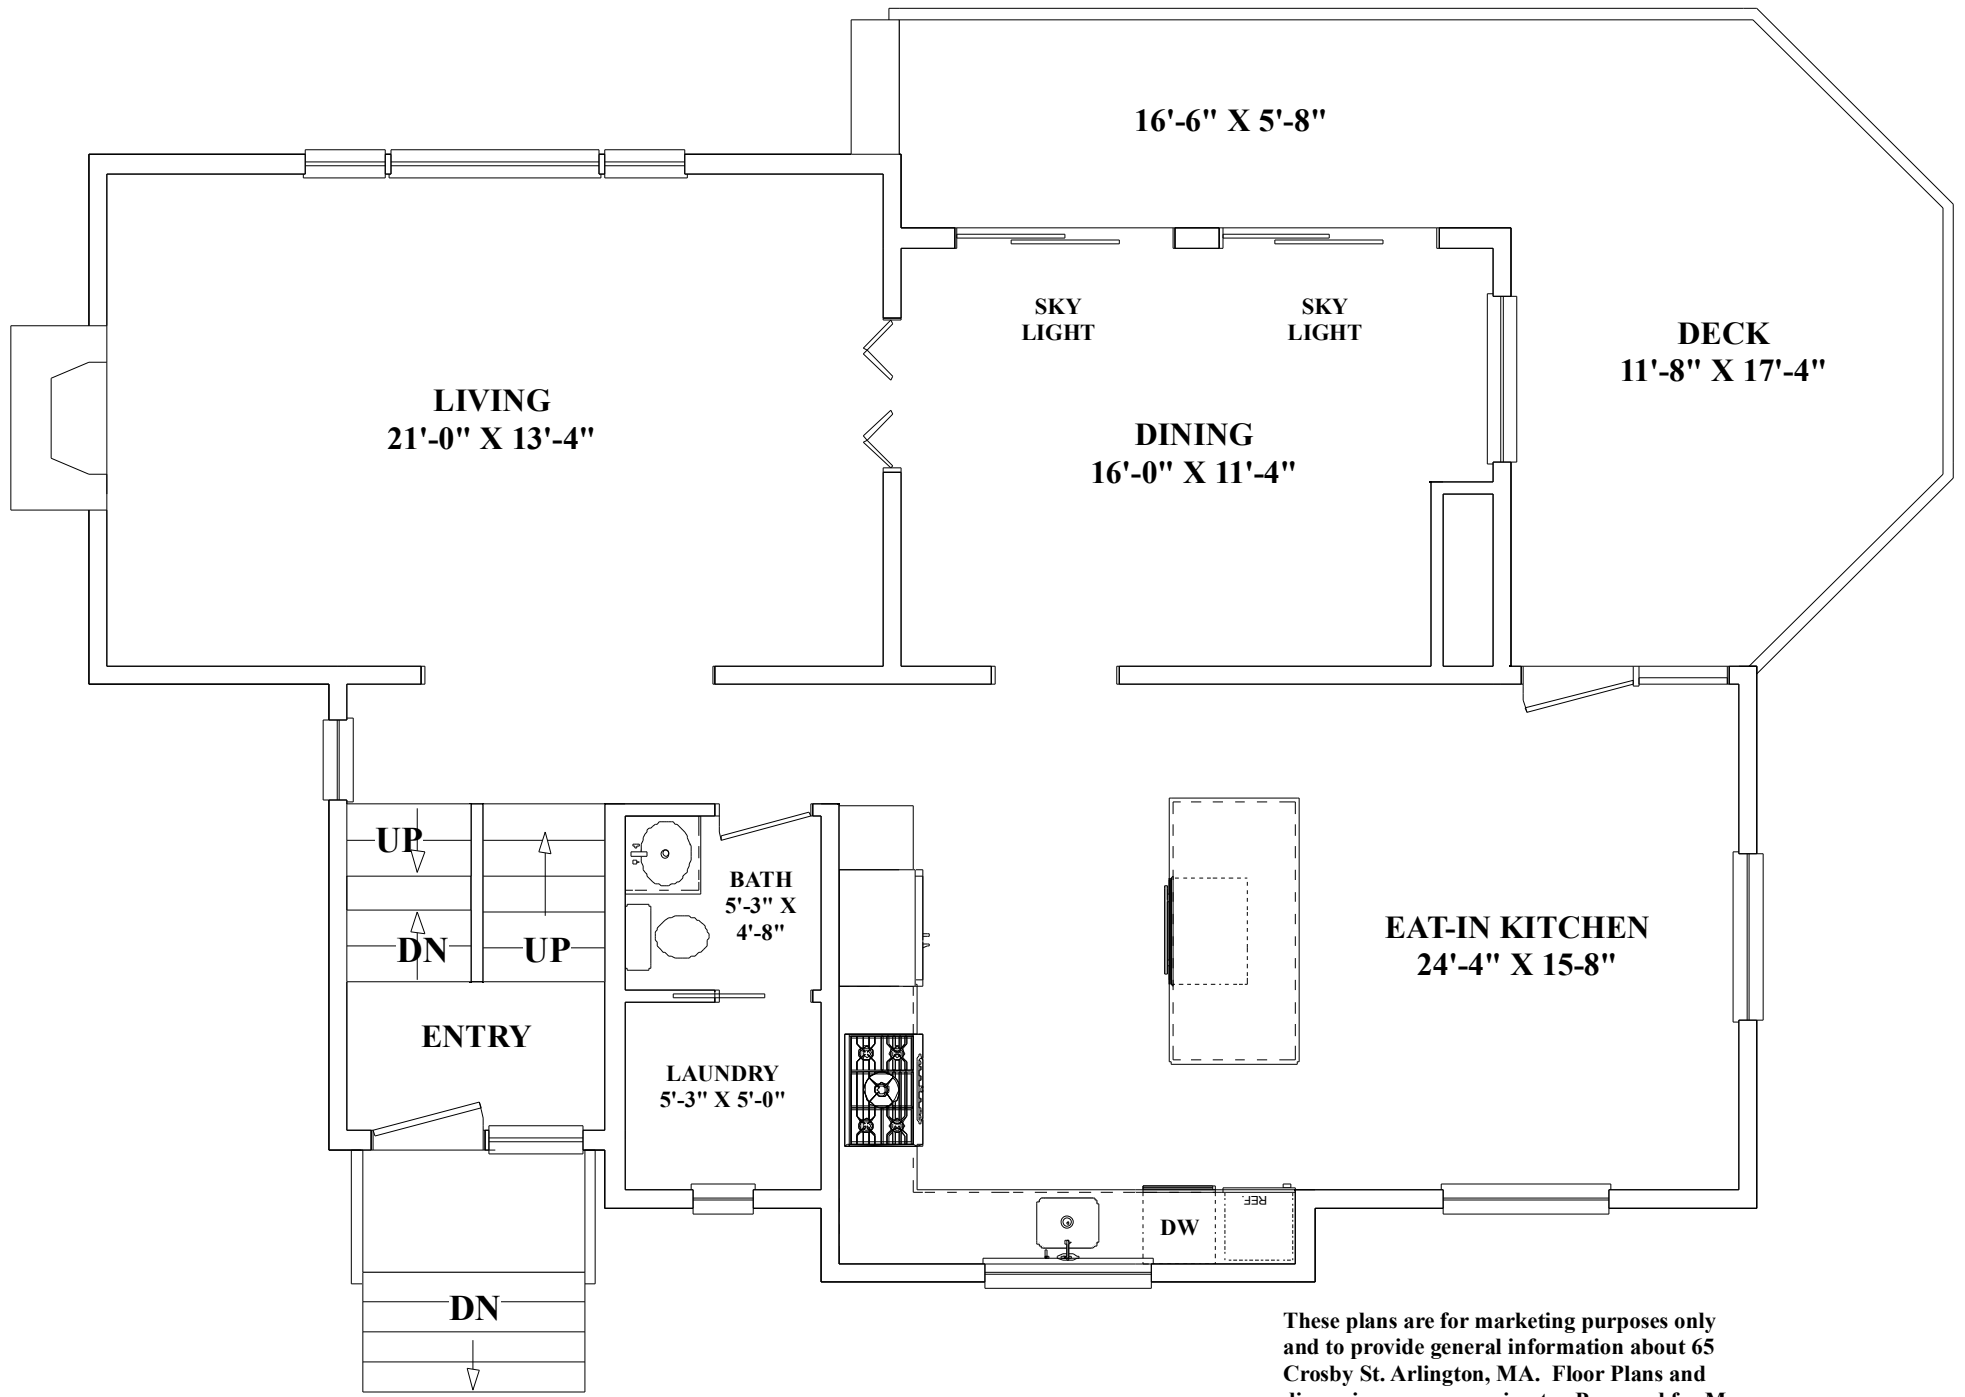 16'-6" X 5'-8"
SKY
LIGHT
SKY
LIGHT
DECK
11'-8" X 17'-4"
LIVING
21'-0" X 13'-4"
DINING
16'-0" X 11'-4"
UP
DN
UP
BATH
5'-3" X
4'-8"
EAT-IN KITCHEN
24'-4" X 15-8"
ENTRY
LAUNDRY
5'-3" X 5'-0"
REF.
DW
DN
These plans are for marketing purposes only
and to provide general information about 65
Crosby St. Arlington, MA. Floor Plans and